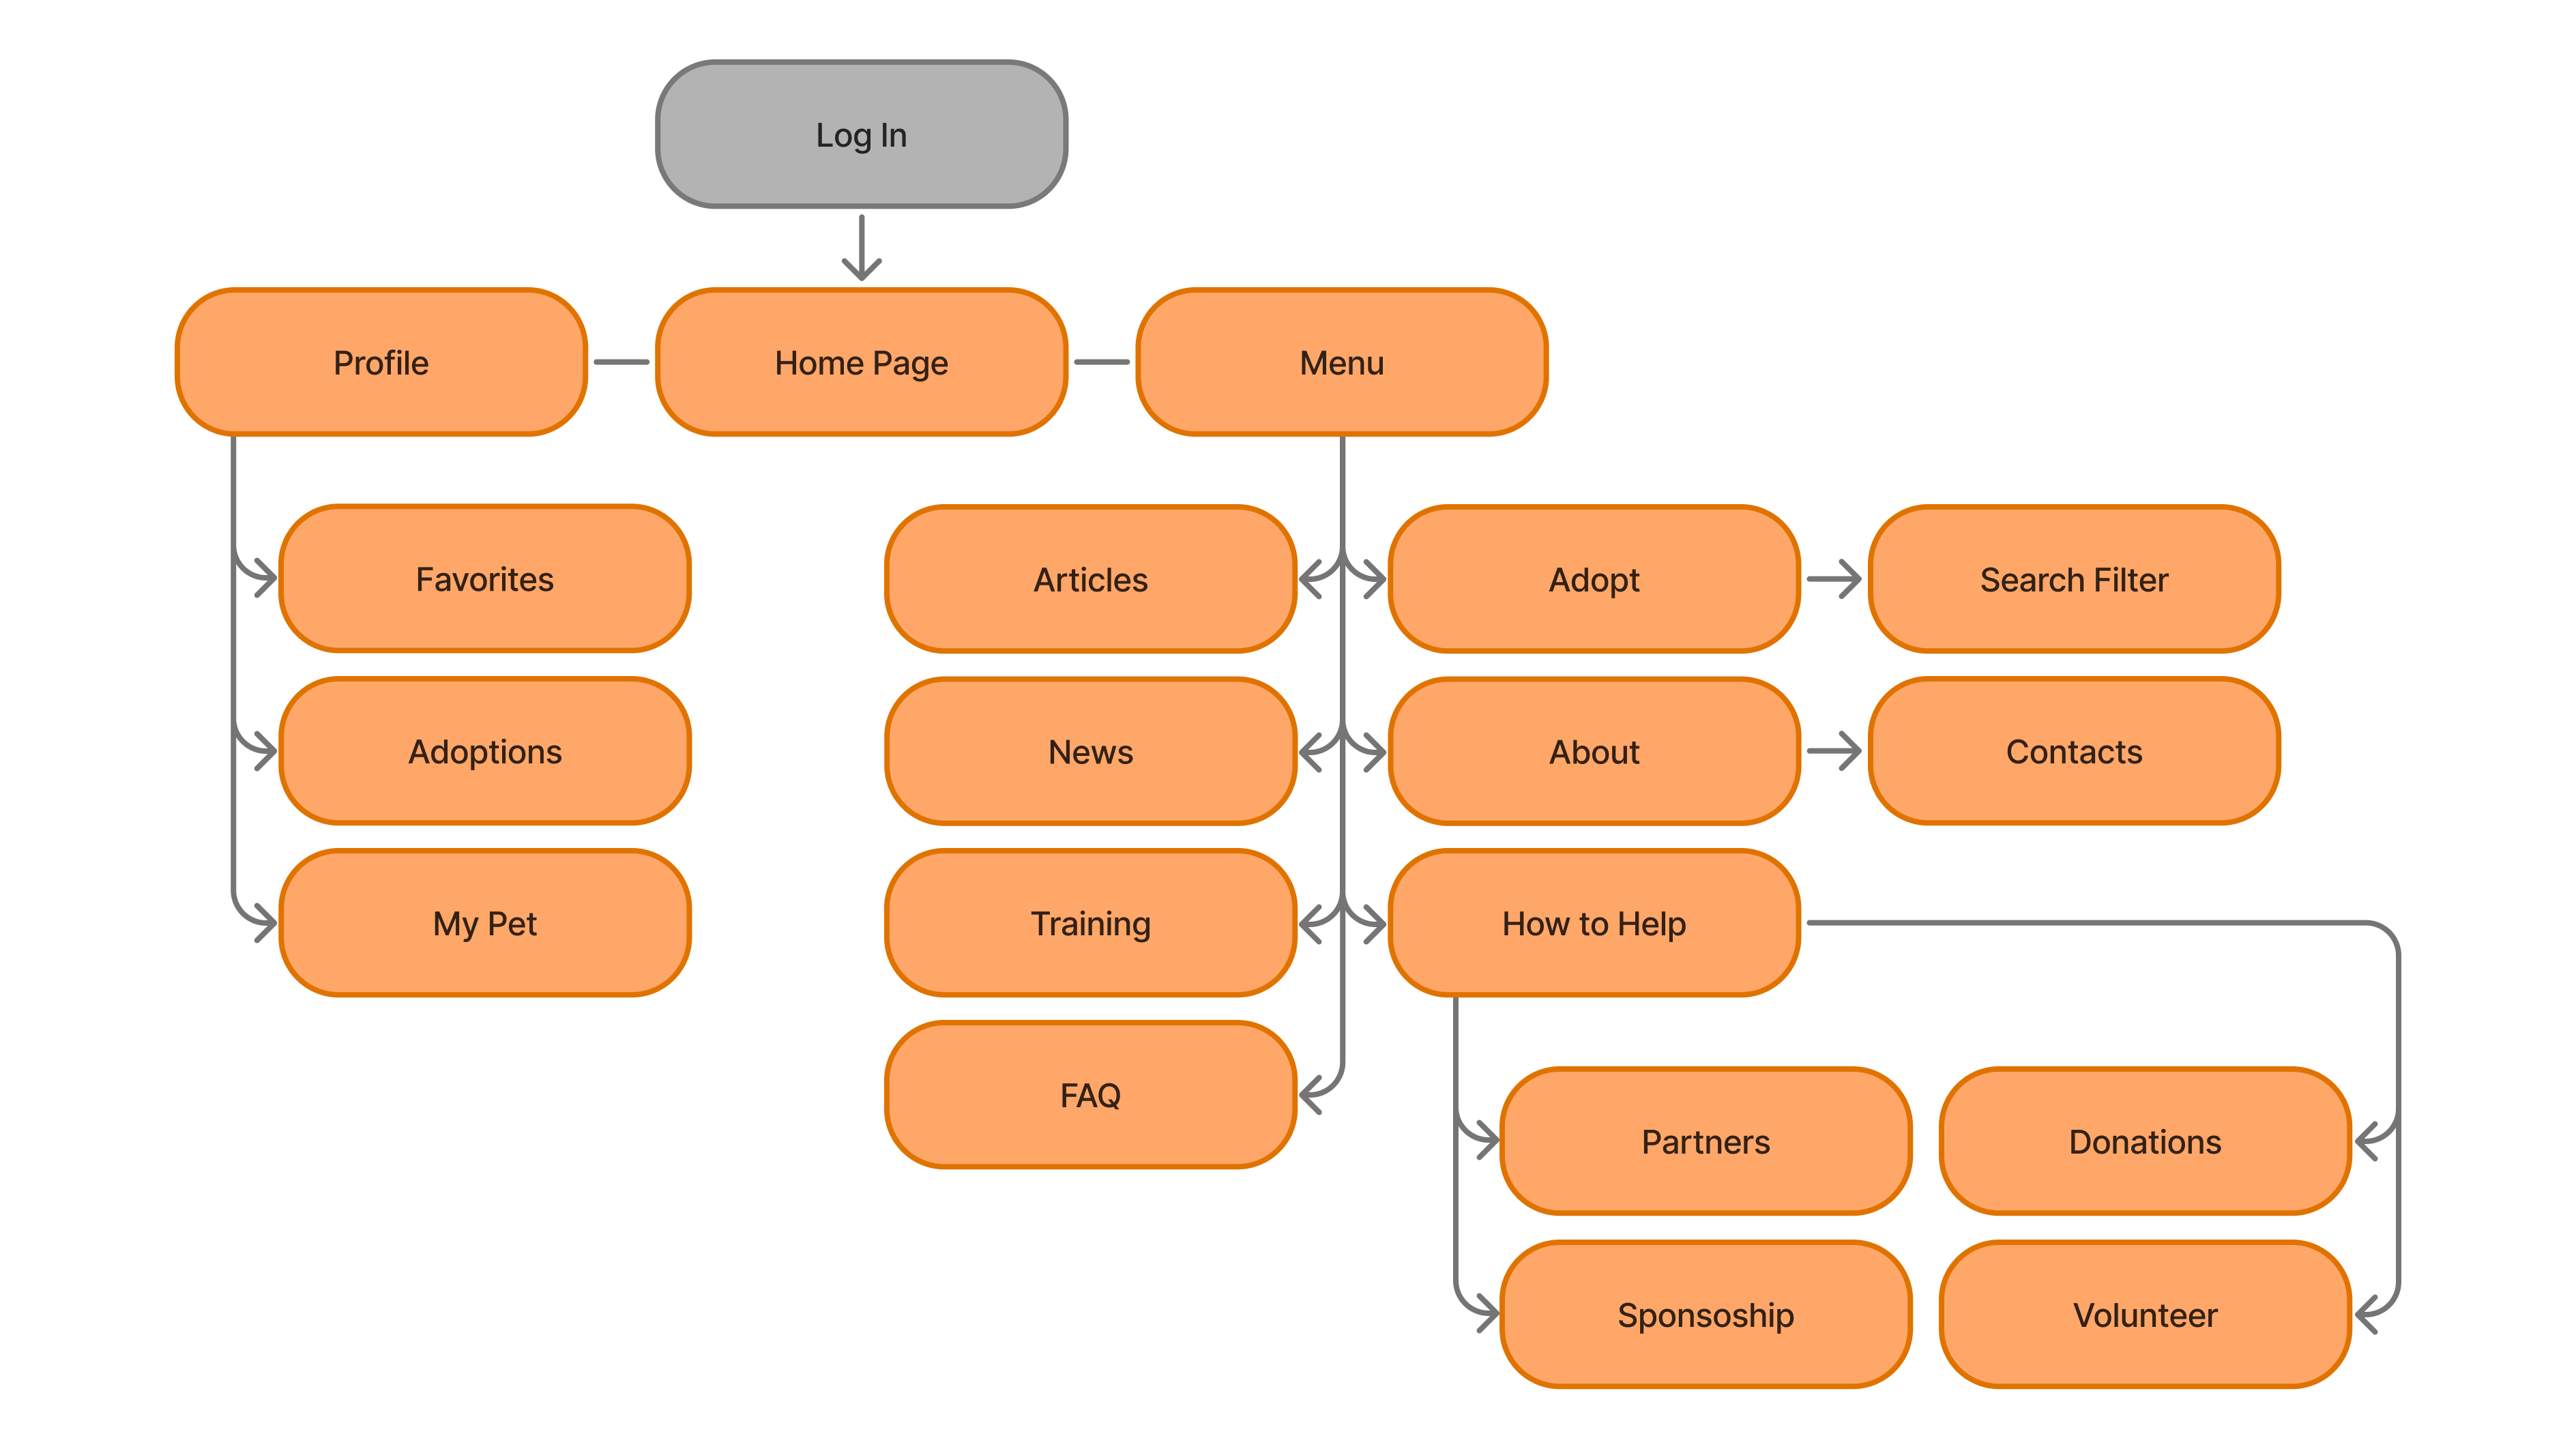 Log In
Profile
Home Page
Menu
Favorites
Articles
Adopt
Search Filter
Adoptions
News
About
Contacts
My Pet
Training
How to Help
FAQ
Partners
Donations
Sponsoship
Volunteer